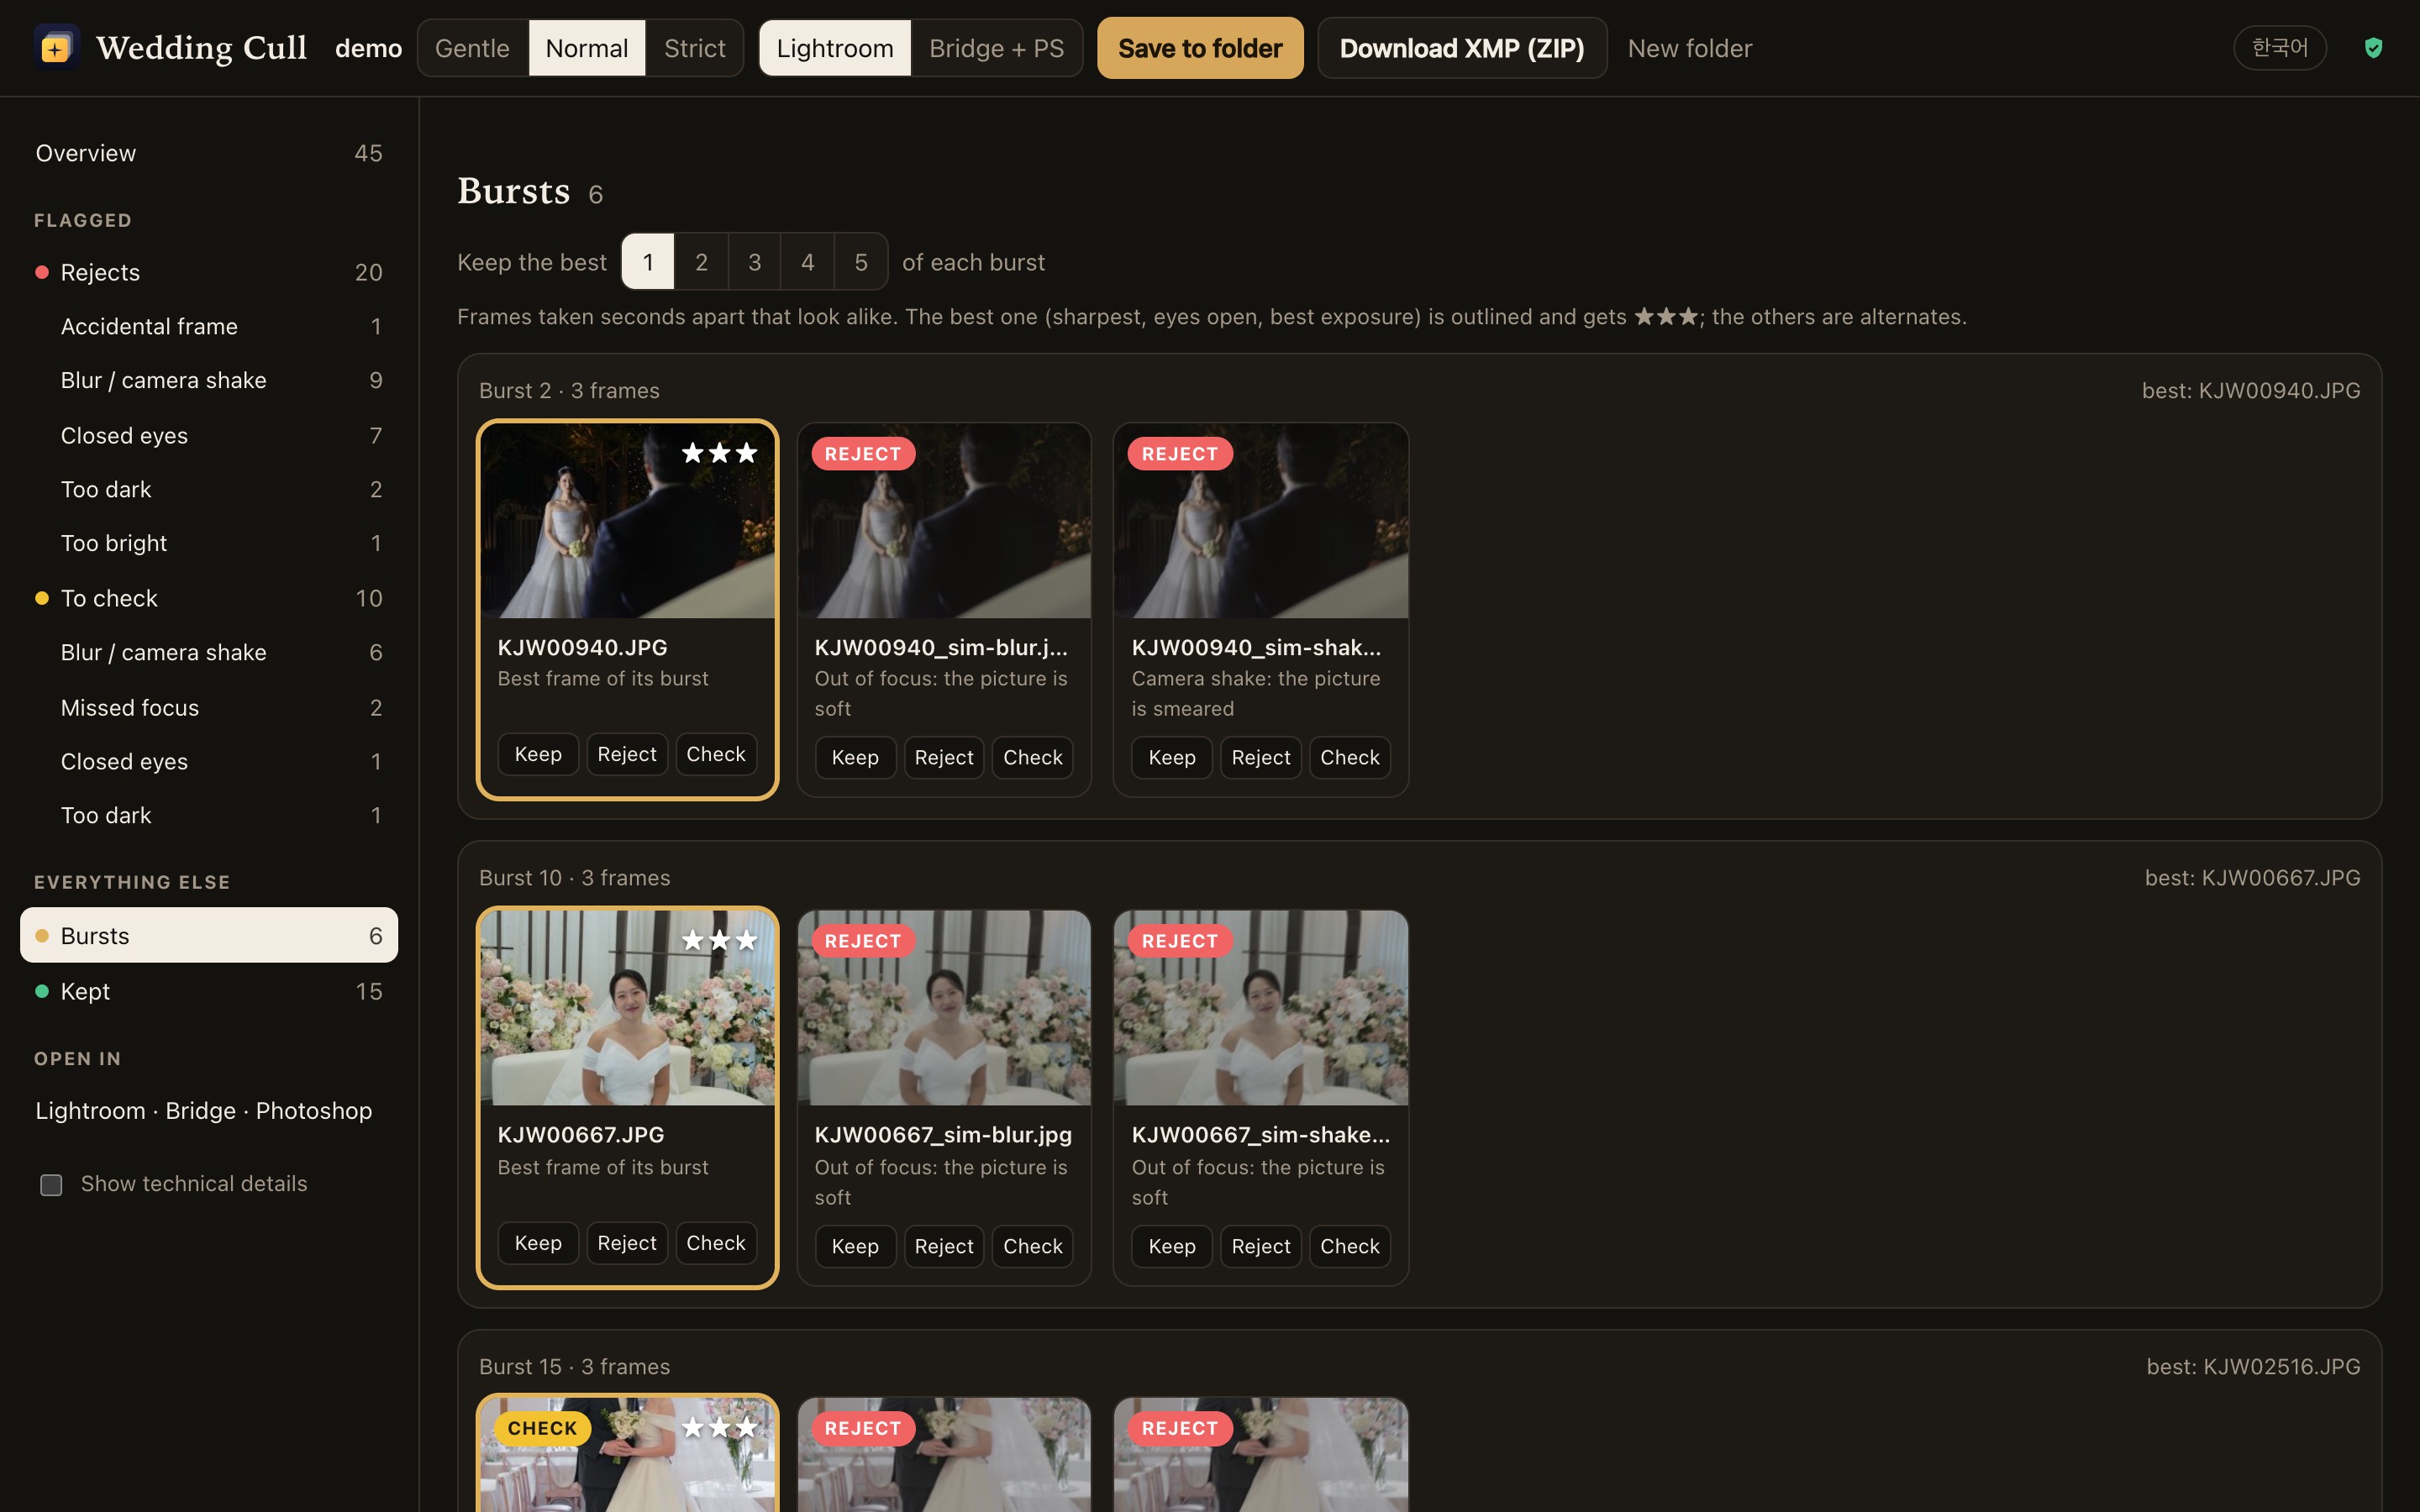 Wedding Cull demo Gentle Normal Strict Lightroom Bridge + PS Save to folder Download XMP (ZIP) New folder 한국어
Overview 45
FLAGGED
Rejects 20
Accidental frame 1
Blur / camera shake 9
Closed eyes 7
Too dark 2
Too bright 1
To check 10
Blur / camera shake 6
Missed focus 2
Closed eyes 1
Too dark 1
EVERYTHING ELSE
Bursts 6
Kept 15
OPEN IN
Lightroom · Bridge · Photoshop
Show technical details
Bursts 6
Keep the best 1 2 3 4 5 of each burst
Frames taken seconds apart that look alike. The best one (sharpest, eyes open, best exposure) is outlined and gets ★★★; the others are alternates.
Burst 2 · 3 frames best: KJW00940.JPG
★★★ REJECT REJECT
KJW00940.JPG KJW00940_sim-blur.j... KJW00940_sim-shak...
Best frame of its burst Out of focus: the picture is Camera shake: the picture
soft is smeared
Keep Reject Check Keep Reject Check Keep Reject Check
Burst 10 · 3 frames best: KJW00667.JPG
★★★ REJECT REJECT
KJW00667.JPG KJW00667_sim-blur.jpg KJW00667_sim-shake...
Best frame of its burst Out of focus: the picture is Out of focus: the picture is
soft soft
Keep Reject Check Keep Reject Check Keep Reject Check
Burst 15 · 3 frames best: KJW02516.JPG
CHECK ★★★ REJECT REJECT